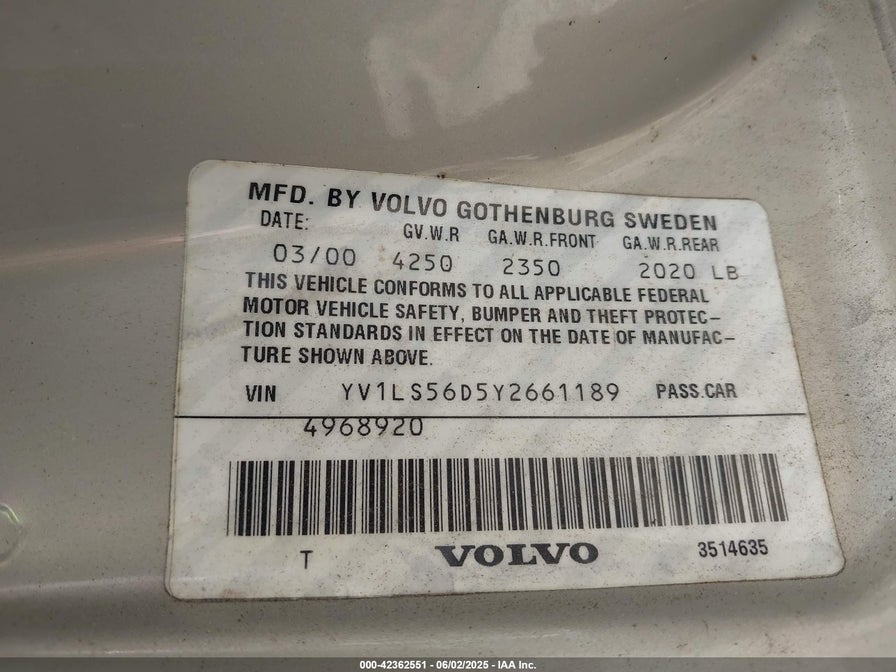 MFD. BY VOLVO GOTHENBURG SWEDEN
DATE: GV.W.R GA.W.R.FRONT GA.W.R.REAR
03/00 4250 2350 2020 LB
THIS VEHICLE CONFORMS TO ALL APPLICABLE FEDERAL
MOTOR VEHICLE SAFETY, BUMPER AND THEFT PROTEC-
TION STANDARDS IN EFFECT ON THE DATE OF MANUFAC-
TURE SHOWN ABOVE.
VIN YV1LS56D5Y2661189 PASS.CAR
4968920
T VOLVO 3514635
000-42362551 - 06/02/2025 - IAA Inc.